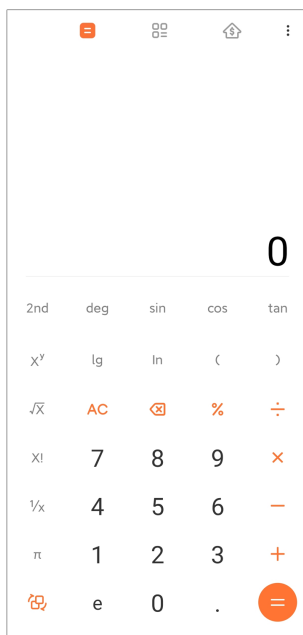 0
2nd deg sin cos tan
Xʸ lg ln ( )
√X AC % ÷
X! 7 8 9 ×
¹/x 4 5 6 −
π 1 2 3 +
e 0 . =